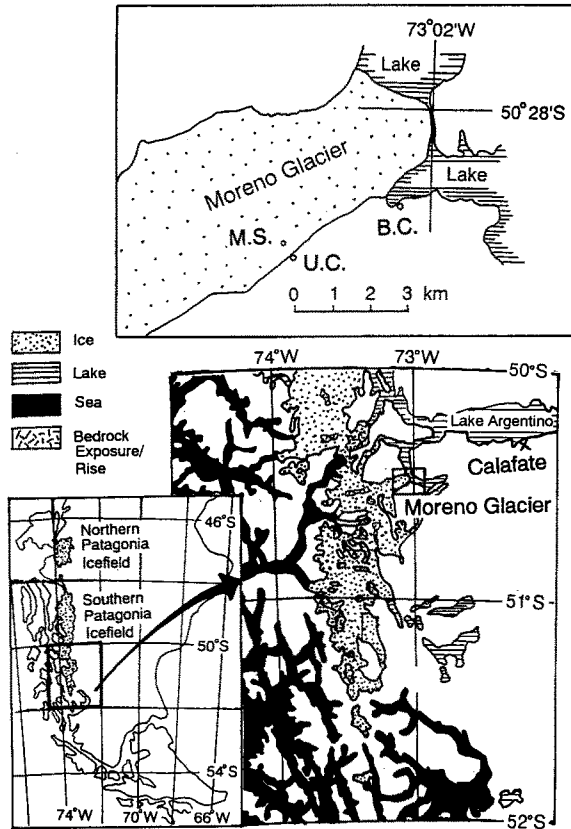 73°02'W
Lake
50°28'S
Moreno Glacier
Lake
B.C.
M.S.
U.C.
0 1 2 3 km
Ice
Lake
Sea
Bedrock
Exposure/
Rise
74°W
73°W
50°S
Lake Argentino
Calafate
Moreno Glacier
51°S
52°S
46°S
Northern
Patagonia
Icefield
Southern
Patagonia
Icefield
50°S
54°S
74°W 70°W 66°W